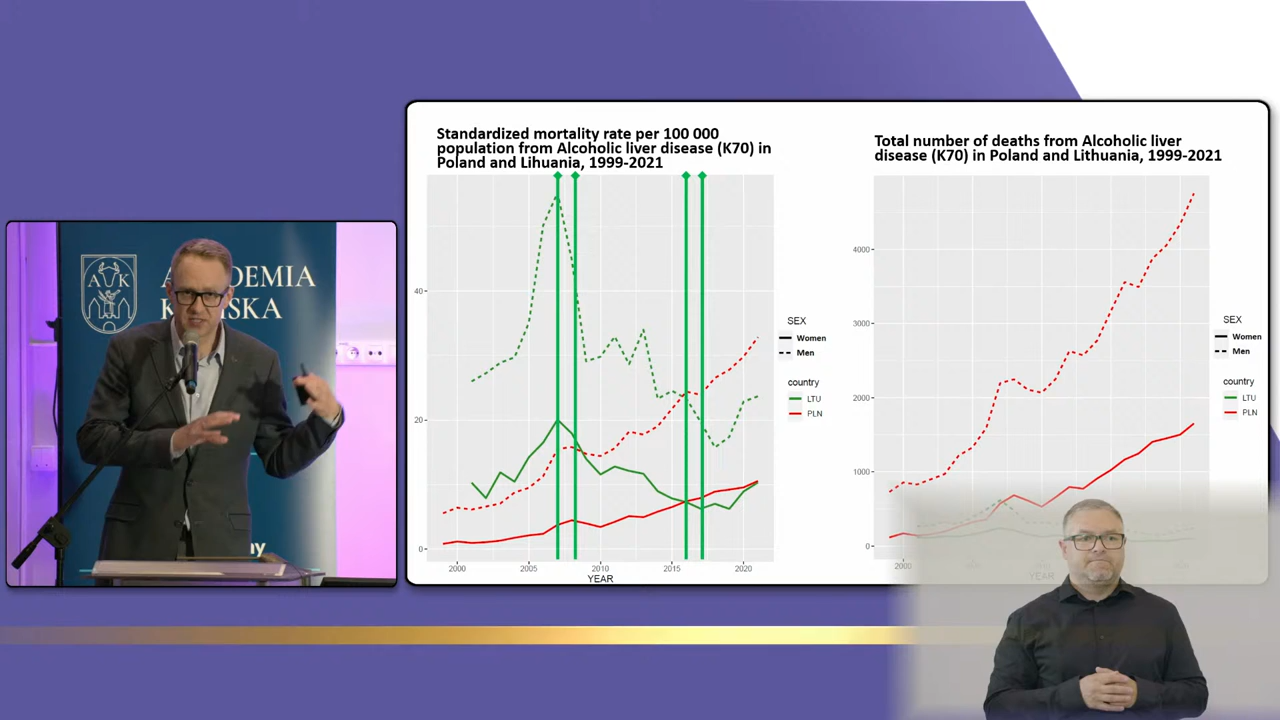 Standardized mortality rate per 100 000
population from Alcoholic liver disease (K70) in
Poland and Lihuania, 1999-2021
40
20
0
2000
2005
2010
2015
2020
YEAR
SEX
Women
Men
country
LTU
PLN
Total number of deaths from Alcoholic liver
disease (K70) in Poland and Lithuania, 1999-2021
4000
3000
2000
1000
0
2000
YEAR
SEX
Women
Men
country
LTU
PLN
A K